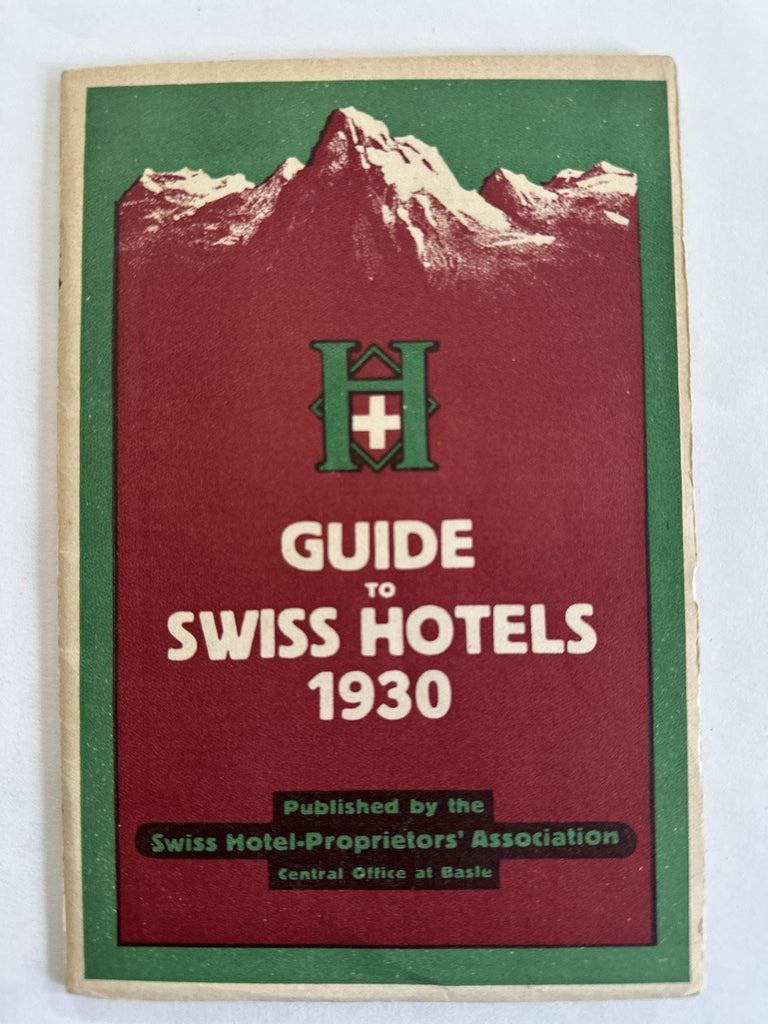 H
GUIDE
TO
SWISS HOTELS
1930
Published by the
Swiss Hotel-Proprietors' Association
Central Office at Basle